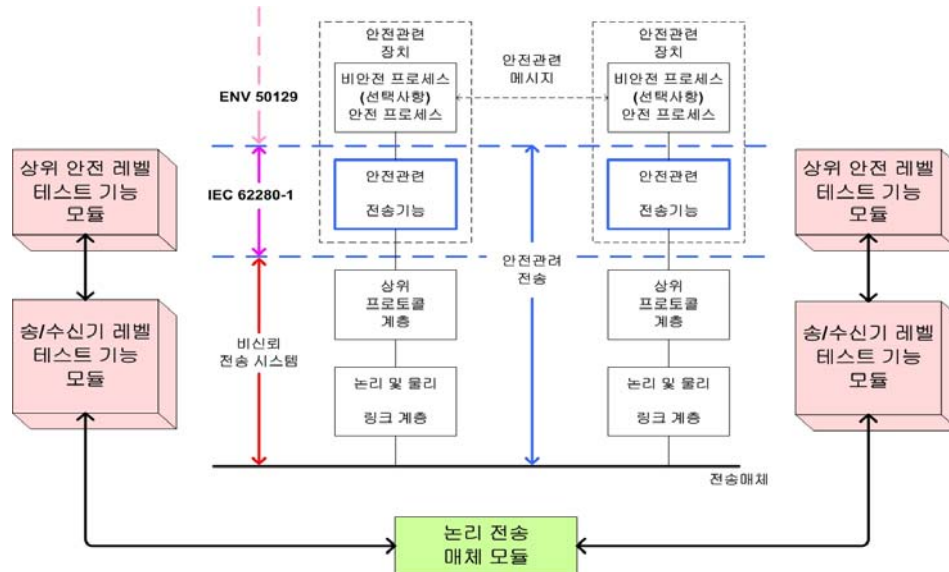 안전관련
장치
안전관련
메시지
안전관련
장치
비안전 프로세스
(선택사항)
안전 프로세스
비안전 프로세스
(선택사항)
안전 프로세스
ENV 50129
상위 안전 레벨
테스트 기능
모듈
IEC 62280-1
안전관련
전송기능
안전관련
전송기능
상위 안전 레벨
테스트 기능
모듈
안전관련
전송
상위
프로토콜
계층
상위
프로토콜
계층
송/수신기 레벨
테스트 기능
모듈
비신뢰
전송 시스템
송/수신기 레벨
테스트 기능
모듈
논리 및 물리
링크 계층
논리 및 물리
링크 계층
전송매체
논리 전송
매체 모듈